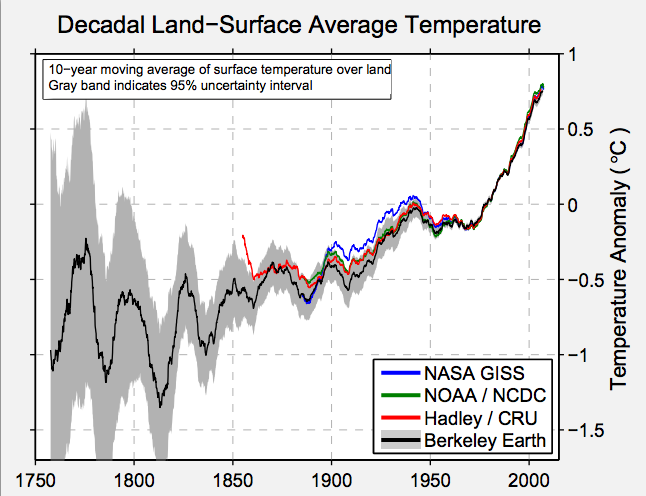 Decadal Land−Surface Average Temperature
10−year moving average of surface temperature over land
Gray band indicates 95% uncertainty interval
1
0.5
0
−0.5
−1
−1.5
Temperature Anomaly ( °C )
NASA GISS
NOAA / NCDC
Hadley / CRU
Berkeley Earth
1750
1800
1850
1900
1950
2000